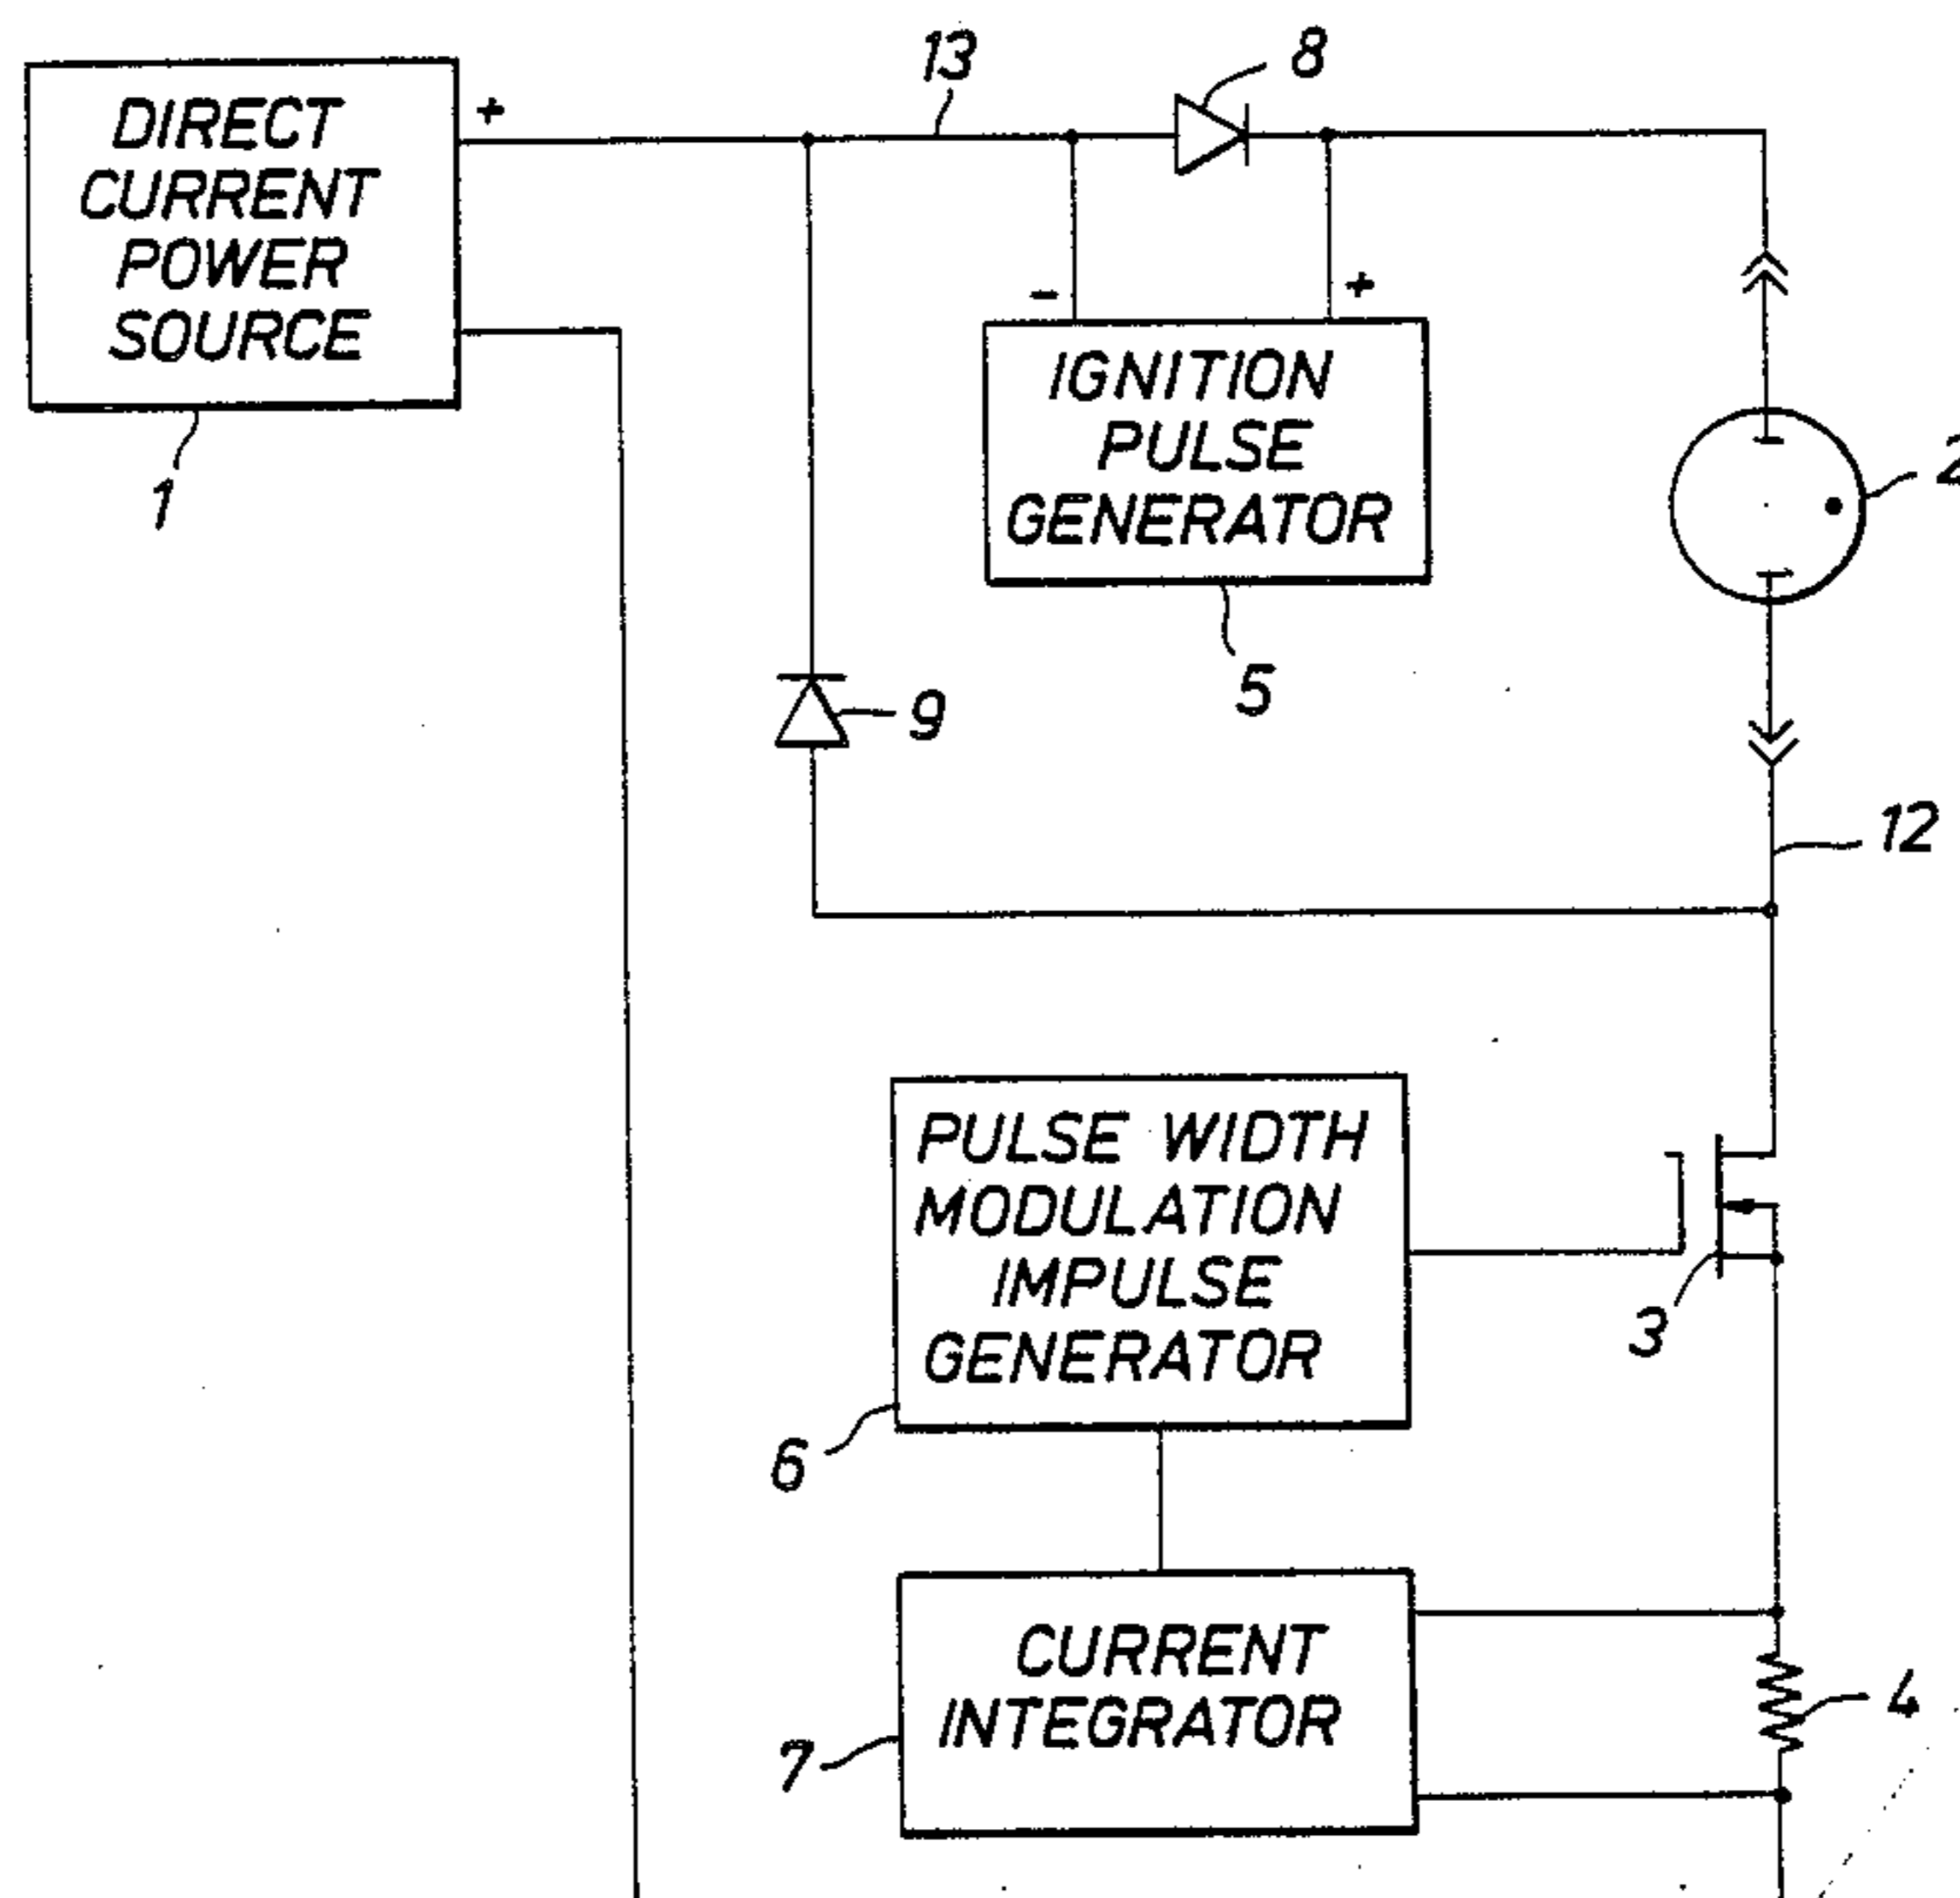 13
8
DIRECT
CURRENT
POWER
SOURCE
+
1
- +
IGNITION
PULSE
GENERATOR
5
2
9
12
PULSE WIDTH
MODULATION
IMPULSE
GENERATOR
6
3
CURRENT
INTEGRATOR
7
4